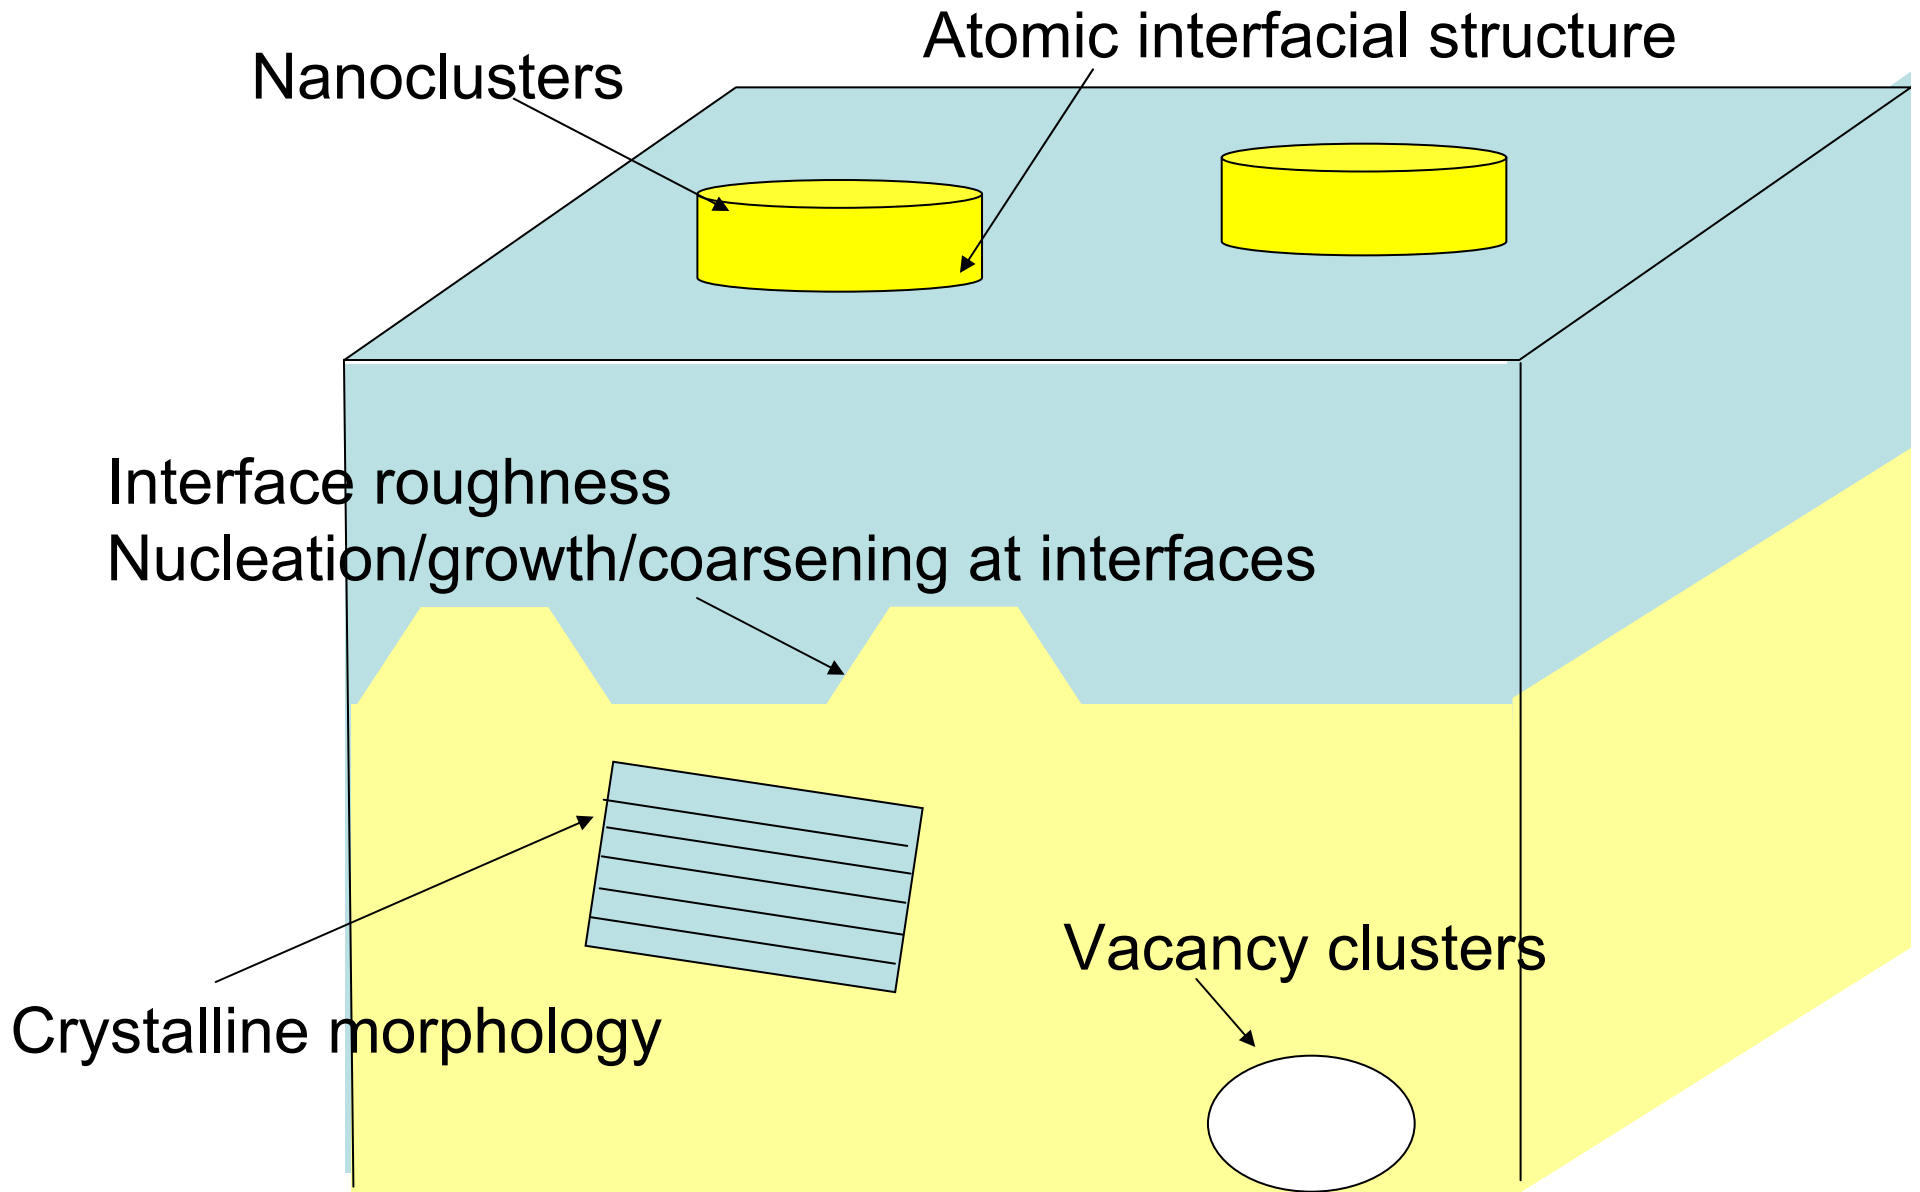 Atomic interfacial structure
Nanoclusters
Interface roughness
Nucleation/growth/coarsening at interfaces
Vacancy clusters
Crystalline morphology